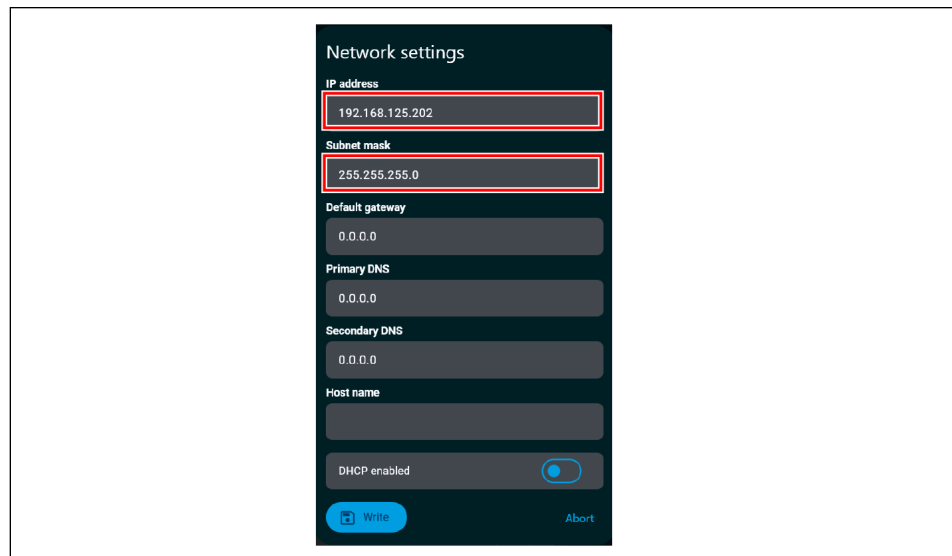 Network settings
IP address
192.168.125.202
Subnet mask
255.255.255.0
Default gateway
0.0.0.0
Primary DNS
0.0.0.0
Secondary DNS
0.0.0.0
Host name
DHCP enabled
Write
Abort